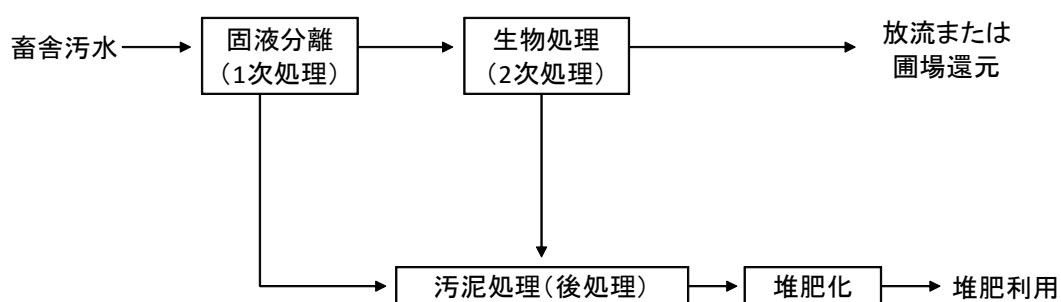 畜舎汚水
固液分離
(1次処理)
生物処理
(2次処理)
放流または
圃場還元
汚泥処理(後処理)
堆肥化
堆肥利用